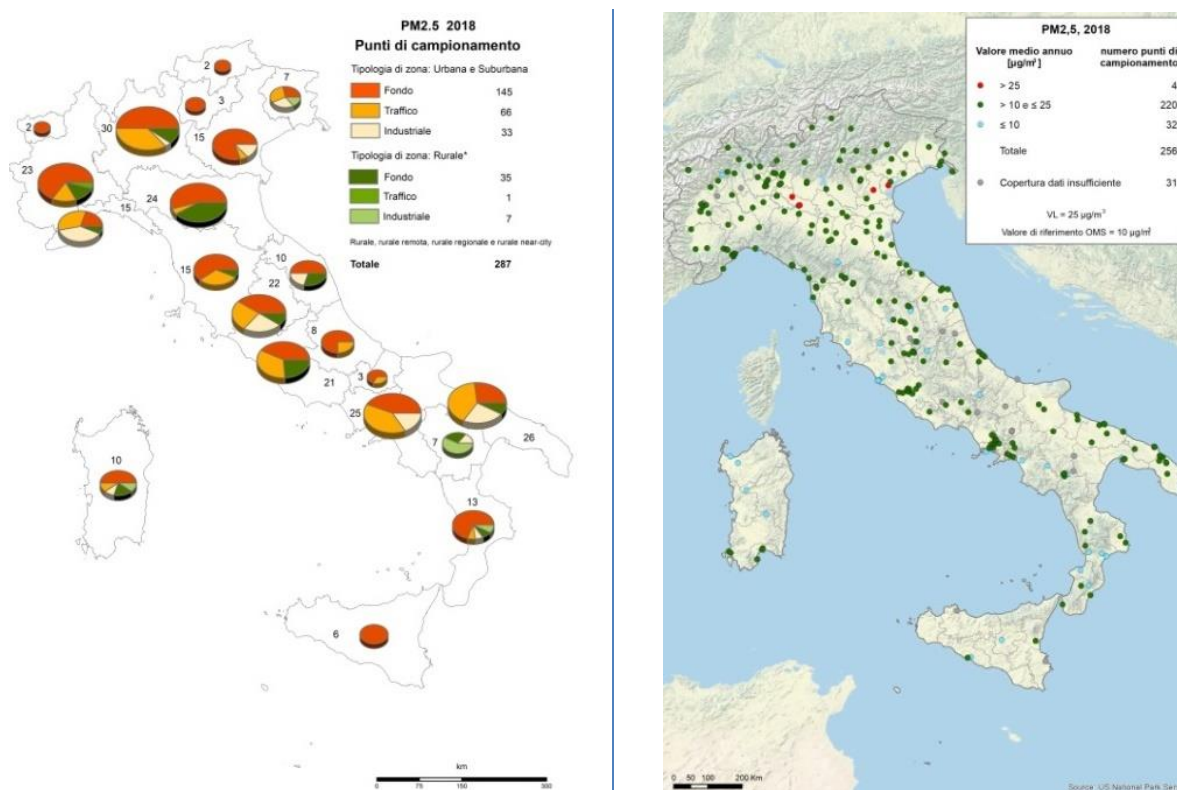 PM2.5 2018
Punti di campionamento
Tipologia di zona: Urbana e Suburbana
Fondo 145
Traffico 66
Industriale 33
Tipologia di zona: Rurale*
Fondo 35
Traffico 1
Industriale 7
Rurale, rurale remota, rurale regionale e rurale near-city
Totale 287
2
7
3
2
30
15
23
24
15
10
15
22
8
21
3
25
26
7
10
13
6
km
0 75 150 300
PM2,5, 2018
Valore medio annuo numero punti di
[µg/m³] campionamento
> 25 4
> 10 e ≤ 25 220
≤ 10 32
Totale 256
Copertura dati insufficiente 31
VL = 25 µg/m³
Valore di riferimento OMS = 10 µg/m³
0 50 100 200 Km
Source: US National Park Serv